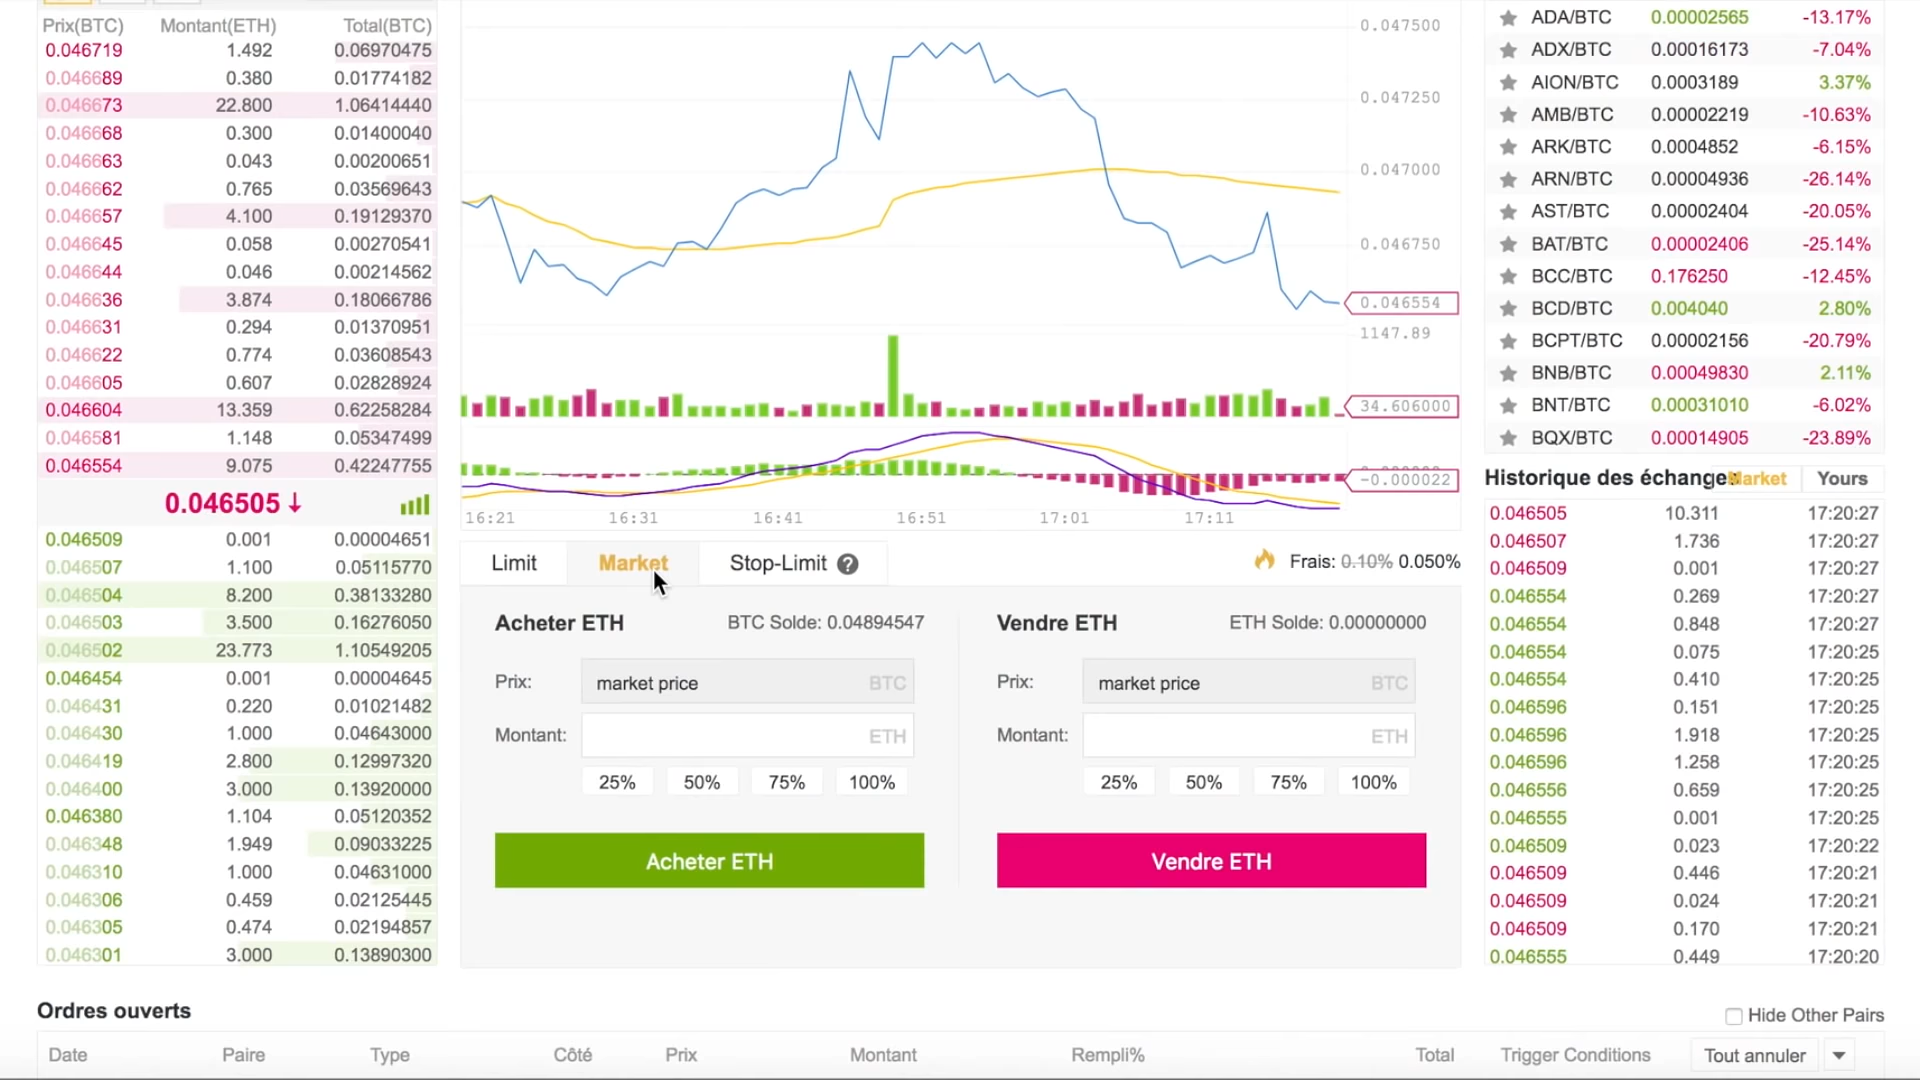 Prix(BTC) Montant(ETH) Total(BTC)
0.046719 1.492 0.06970475
0.046689 0.380 0.01774182
0.046673 22.800 1.06414440
0.046668 0.300 0.01400040
0.046663 0.043 0.00200651
0.046662 0.765 0.03569643
0.046657 4.100 0.19129370
0.046645 0.058 0.00270541
0.046644 0.046 0.00214562
0.046636 3.874 0.18066786
0.046631 0.294 0.01370951
0.046622 0.774 0.03608543
0.046605 0.607 0.02828924
0.046604 13.359 0.62258284
0.046581 1.148 0.05347499
0.046554 9.075 0.42247755
0.046505↓
0.046509 0.001 0.00004651
0.046507 1.100 0.05115770
0.046504 8.200 0.38133280
0.046503 3.500 0.16276050
0.046502 23.773 1.10549205
0.046454 0.001 0.00004645
0.046431 0.220 0.01021482
0.046430 1.000 0.04643000
0.046419 2.800 0.12997320
0.046400 3.000 0.13920000
0.046380 1.104 0.05120352
0.046348 1.949 0.09033225
0.046310 1.000 0.04631000
0.046306 0.459 0.02125445
0.046305 0.474 0.02194857
0.046301 3.000 0.13890300
0.047500
0.047250
0.047000
0.046750
0.046554
1147.89
34.606000
-0.000022
16:21 16:31 16:41 16:51 17:01 17:11
Limit Market Stop-Limit ?
Frais: 0.10% 0.050%
Acheter ETH BTC Solde: 0.04894547
Prix: market price BTC
Montant: ETH
25% 50% 75% 100%
Acheter ETH
Vendre ETH ETH Solde: 0.00000000
Prix: market price BTC
Montant: ETH
25% 50% 75% 100%
Vendre ETH
ADA/BTC 0.00002565 -13.17%
ADX/BTC 0.00016173 -7.04%
AION/BTC 0.0003189 3.37%
AMB/BTC 0.00002219 -10.63%
ARK/BTC 0.0004852 -6.15%
ARN/BTC 0.00004936 -26.14%
AST/BTC 0.00002404 -20.05%
BAT/BTC 0.00002406 -25.14%
BCC/BTC 0.176250 -12.45%
BCD/BTC 0.004040 2.80%
BCPT/BTC 0.00002156 -20.79%
BNB/BTC 0.00049830 2.11%
BNT/BTC 0.00031010 -6.02%
BQX/BTC 0.00014905 -23.89%
Historique des échanges Market Yours
0.046505 10.311 17:20:27
0.046507 1.736 17:20:27
0.046509 0.001 17:20:27
0.046554 0.269 17:20:27
0.046554 0.848 17:20:27
0.046554 0.075 17:20:25
0.046554 0.410 17:20:25
0.046596 0.151 17:20:25
0.046596 1.918 17:20:25
0.046596 1.258 17:20:25
0.046556 0.659 17:20:25
0.046555 0.001 17:20:25
0.046509 0.023 17:20:22
0.046509 0.446 17:20:21
0.046509 0.024 17:20:21
0.046509 0.170 17:20:21
0.046555 0.449 17:20:20
Ordres ouverts
Hide Other Pairs
Date Paire Type Côté Prix Montant Rempli% Total Trigger Conditions Tout annuler